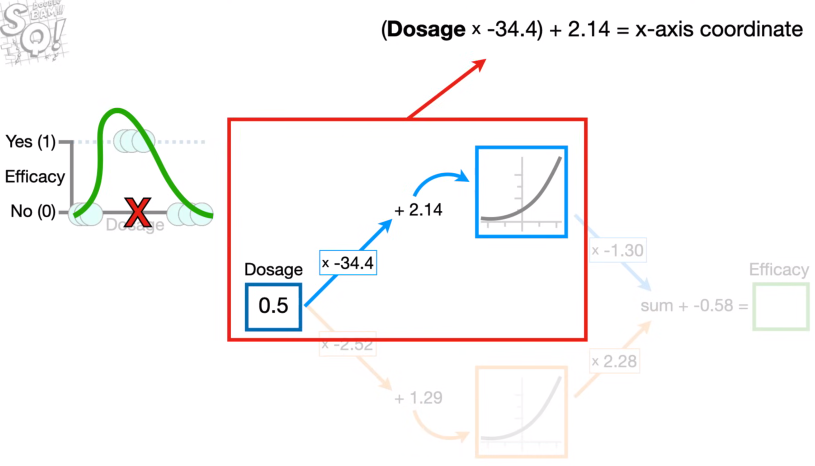 SQ!
(Dosage x -34.4) + 2.14 = x-axis coordinate
Yes (1)
Efficacy
No (0)
X
Dosage
+ 2.14
x -34.4
Dosage
0.5
x -1.30
Efficacy
sum + -0.58 =
x -2.52
x 2.28
+ 1.29